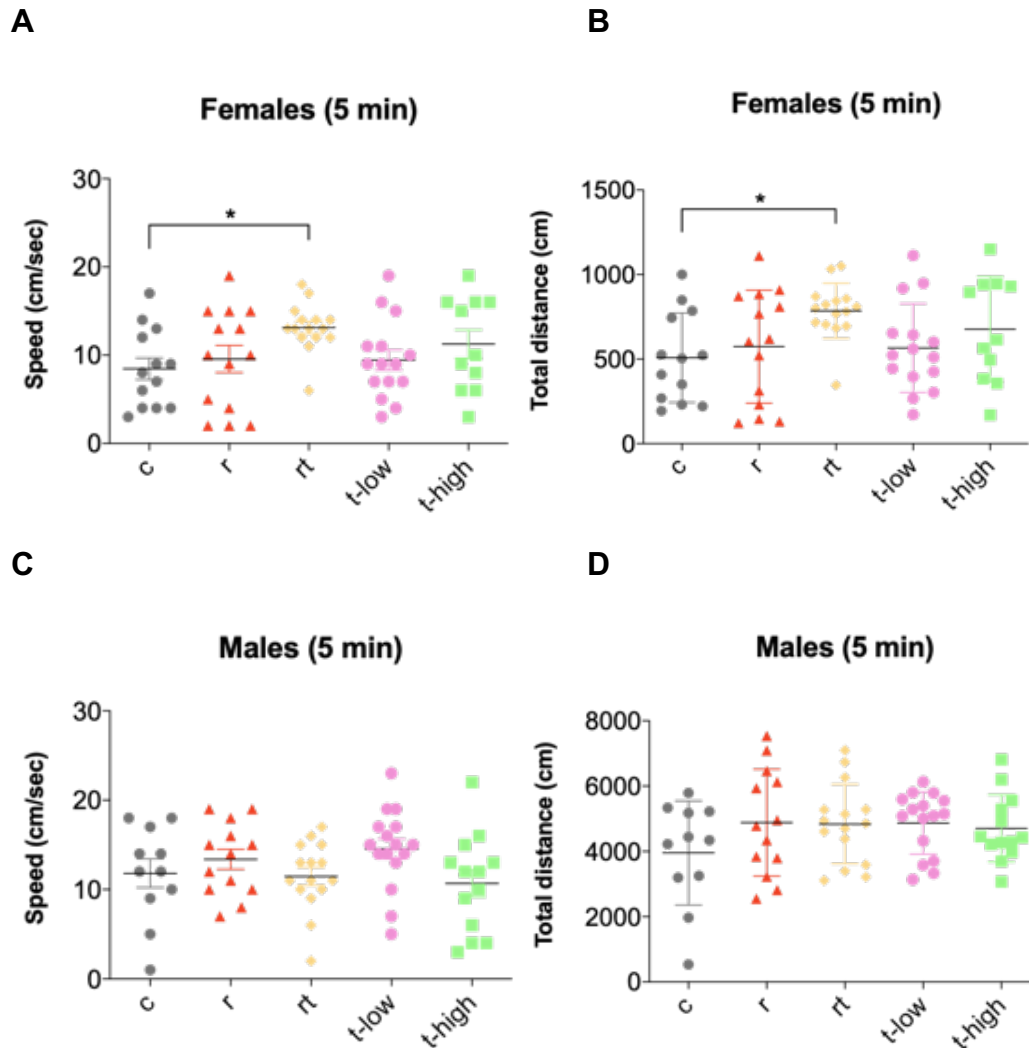 A
Females (5 min)
Speed (cm/sec)
30
20
10
0
*
c
r
rt
t-low
t-high
B
Females (5 min)
Total distance (cm)
1500
1000
500
0
*
c
r
rt
t-low
t-high
C
Males (5 min)
Speed (cm/sec)
30
20
10
0
c
r
rt
t-low
t-high
D
Males (5 min)
Total distance (cm)
8000
6000
4000
2000
0
c
r
rt
t-low
t-high